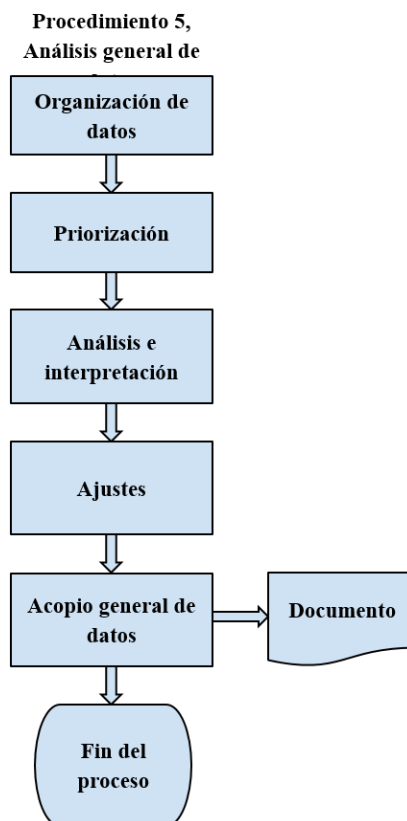 Procedimiento 5,
Análisis general de
Organización de
datos
Priorización
Análisis e
interpretación
Ajustes
Acopio general de
datos
Documento
Fin del
proceso